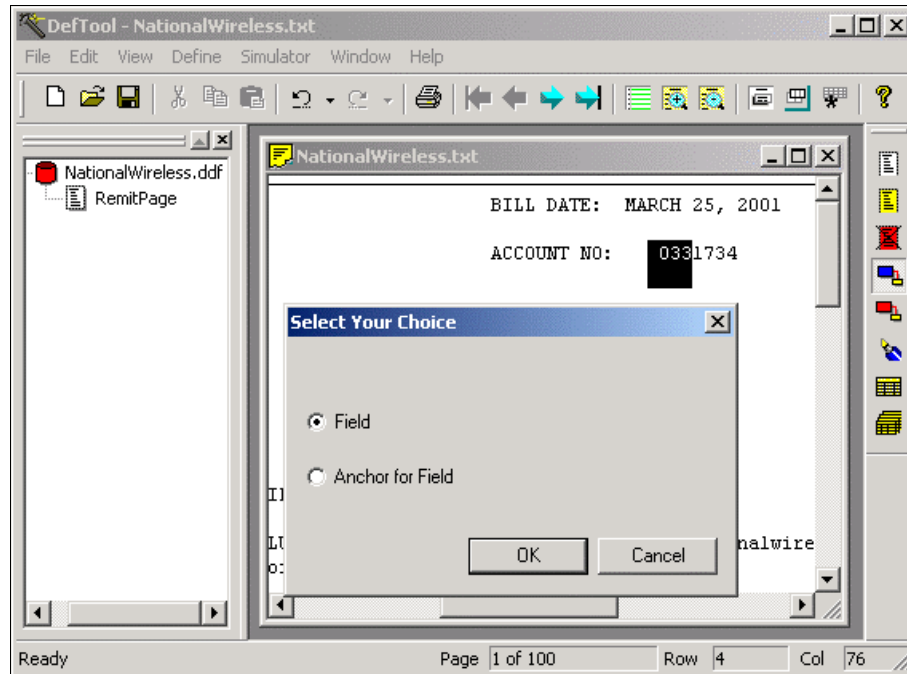 DefTool - NationalWireless.txt
File Edit View Define Simulator Window Help
NationalWireless.ddf
RemitPage
NationalWireless.txt
BILL DATE: MARCH 25, 2001
ACCOUNT NO: 0331734
Select Your Choice
Field
Anchor for Field
OK Cancel
nalwire
Ready Page 1 of 100 Row 4 Col 76